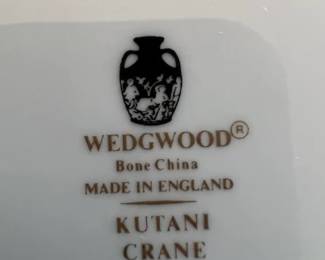 WEDGWOOD®
Bone China
MADE IN ENGLAND
KUTANI
CRANE